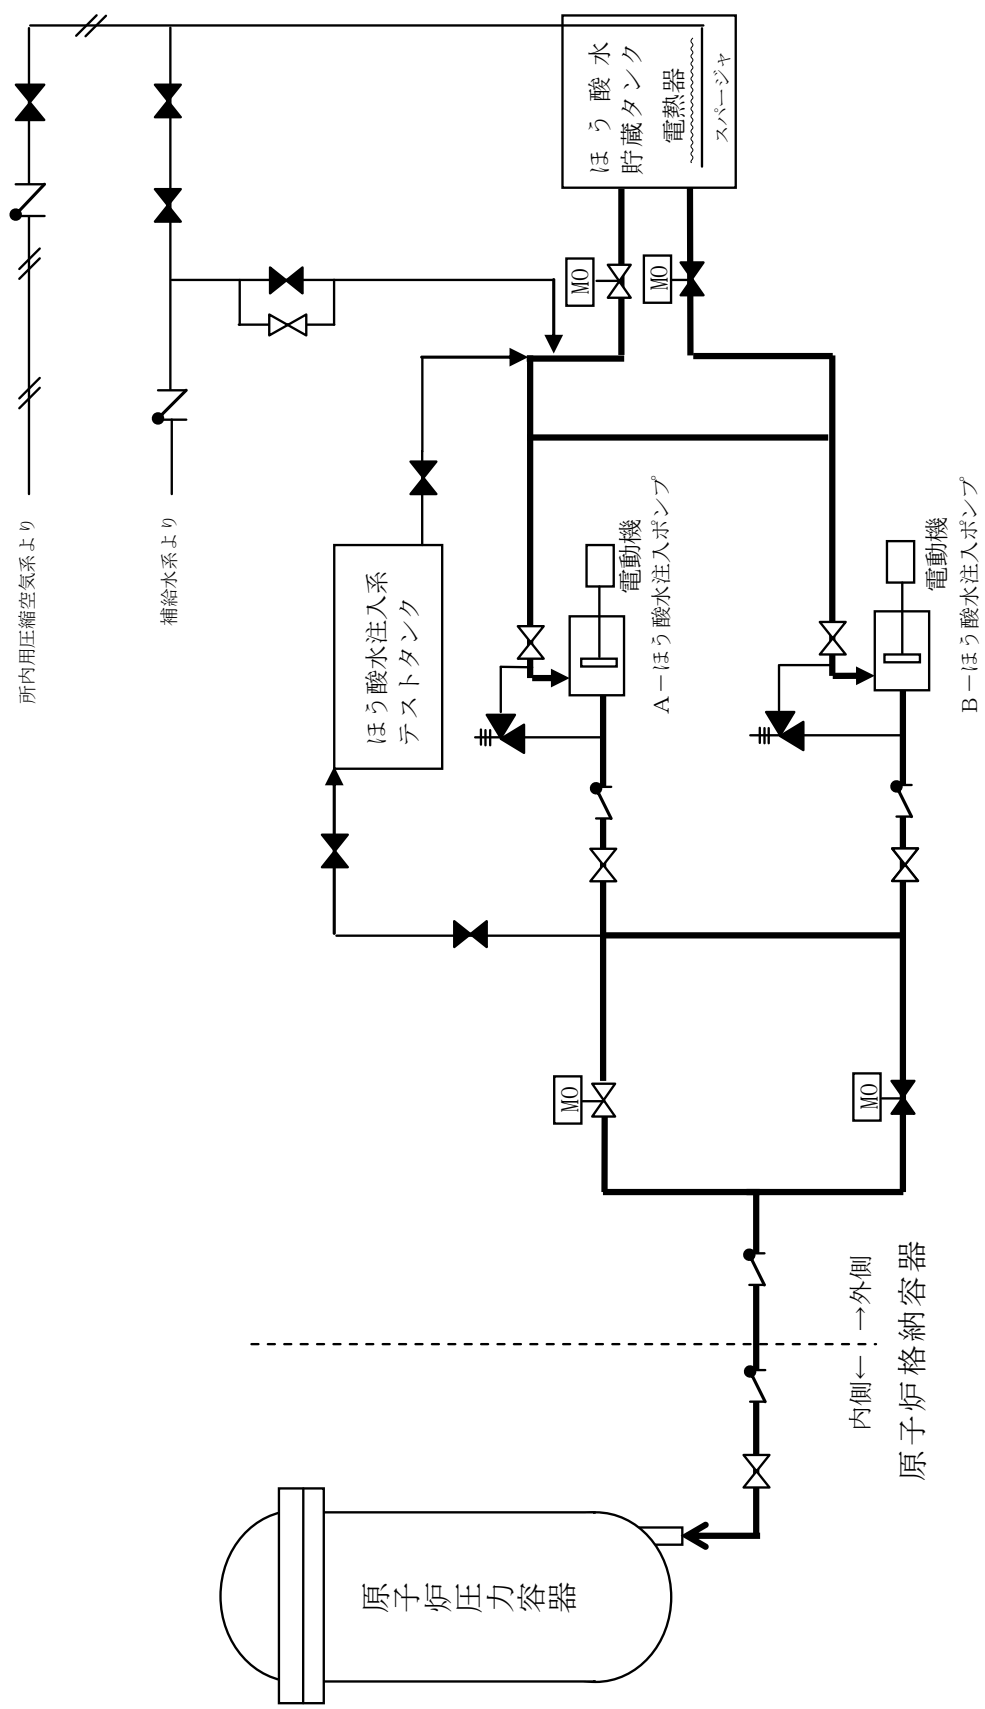 所内用圧縮空気系より
補給水系より
ほう酸水
貯蔵タンク
電熱器
スパージャ
MO
MO
ほう酸水注入系
テストタンク
電動機
A－ほう酸水注入ポンプ
電動機
B－ほう酸水注入ポンプ
MO
MO
内側← →外側
原子炉格納容器
原子炉圧力容器